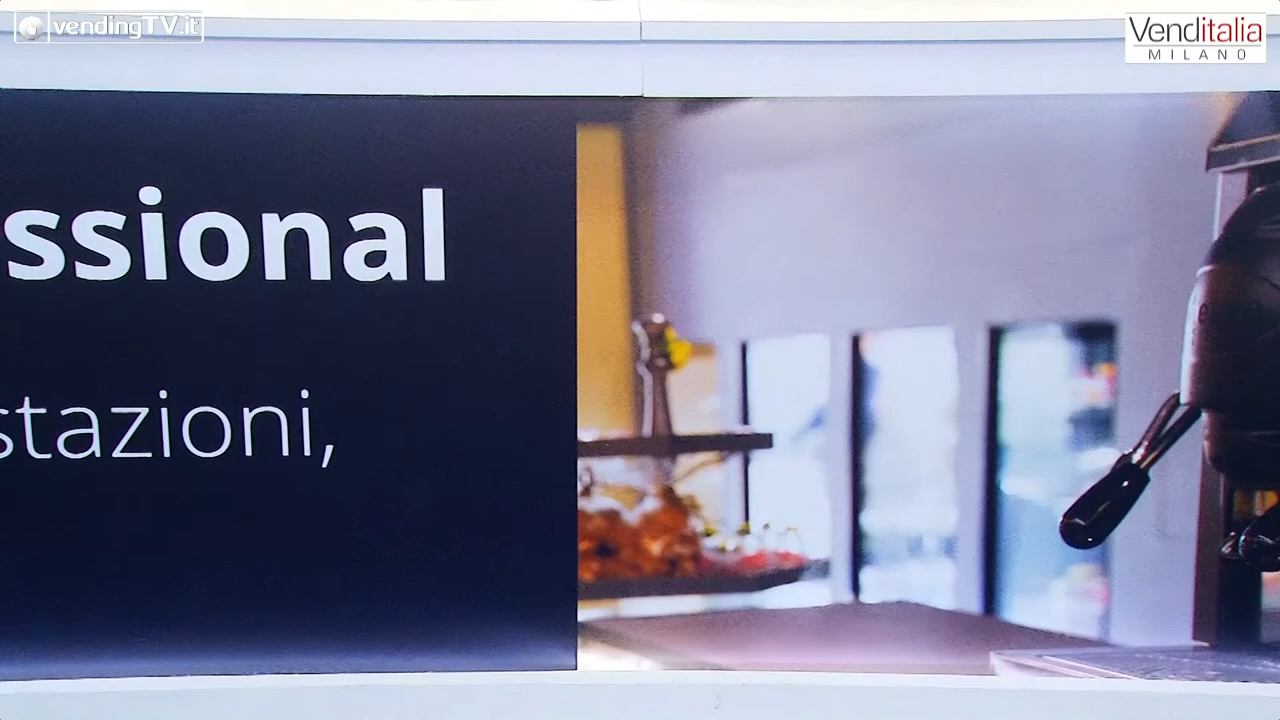 vendingTV.it
Venditalia
MILANO
ssional
stazioni,